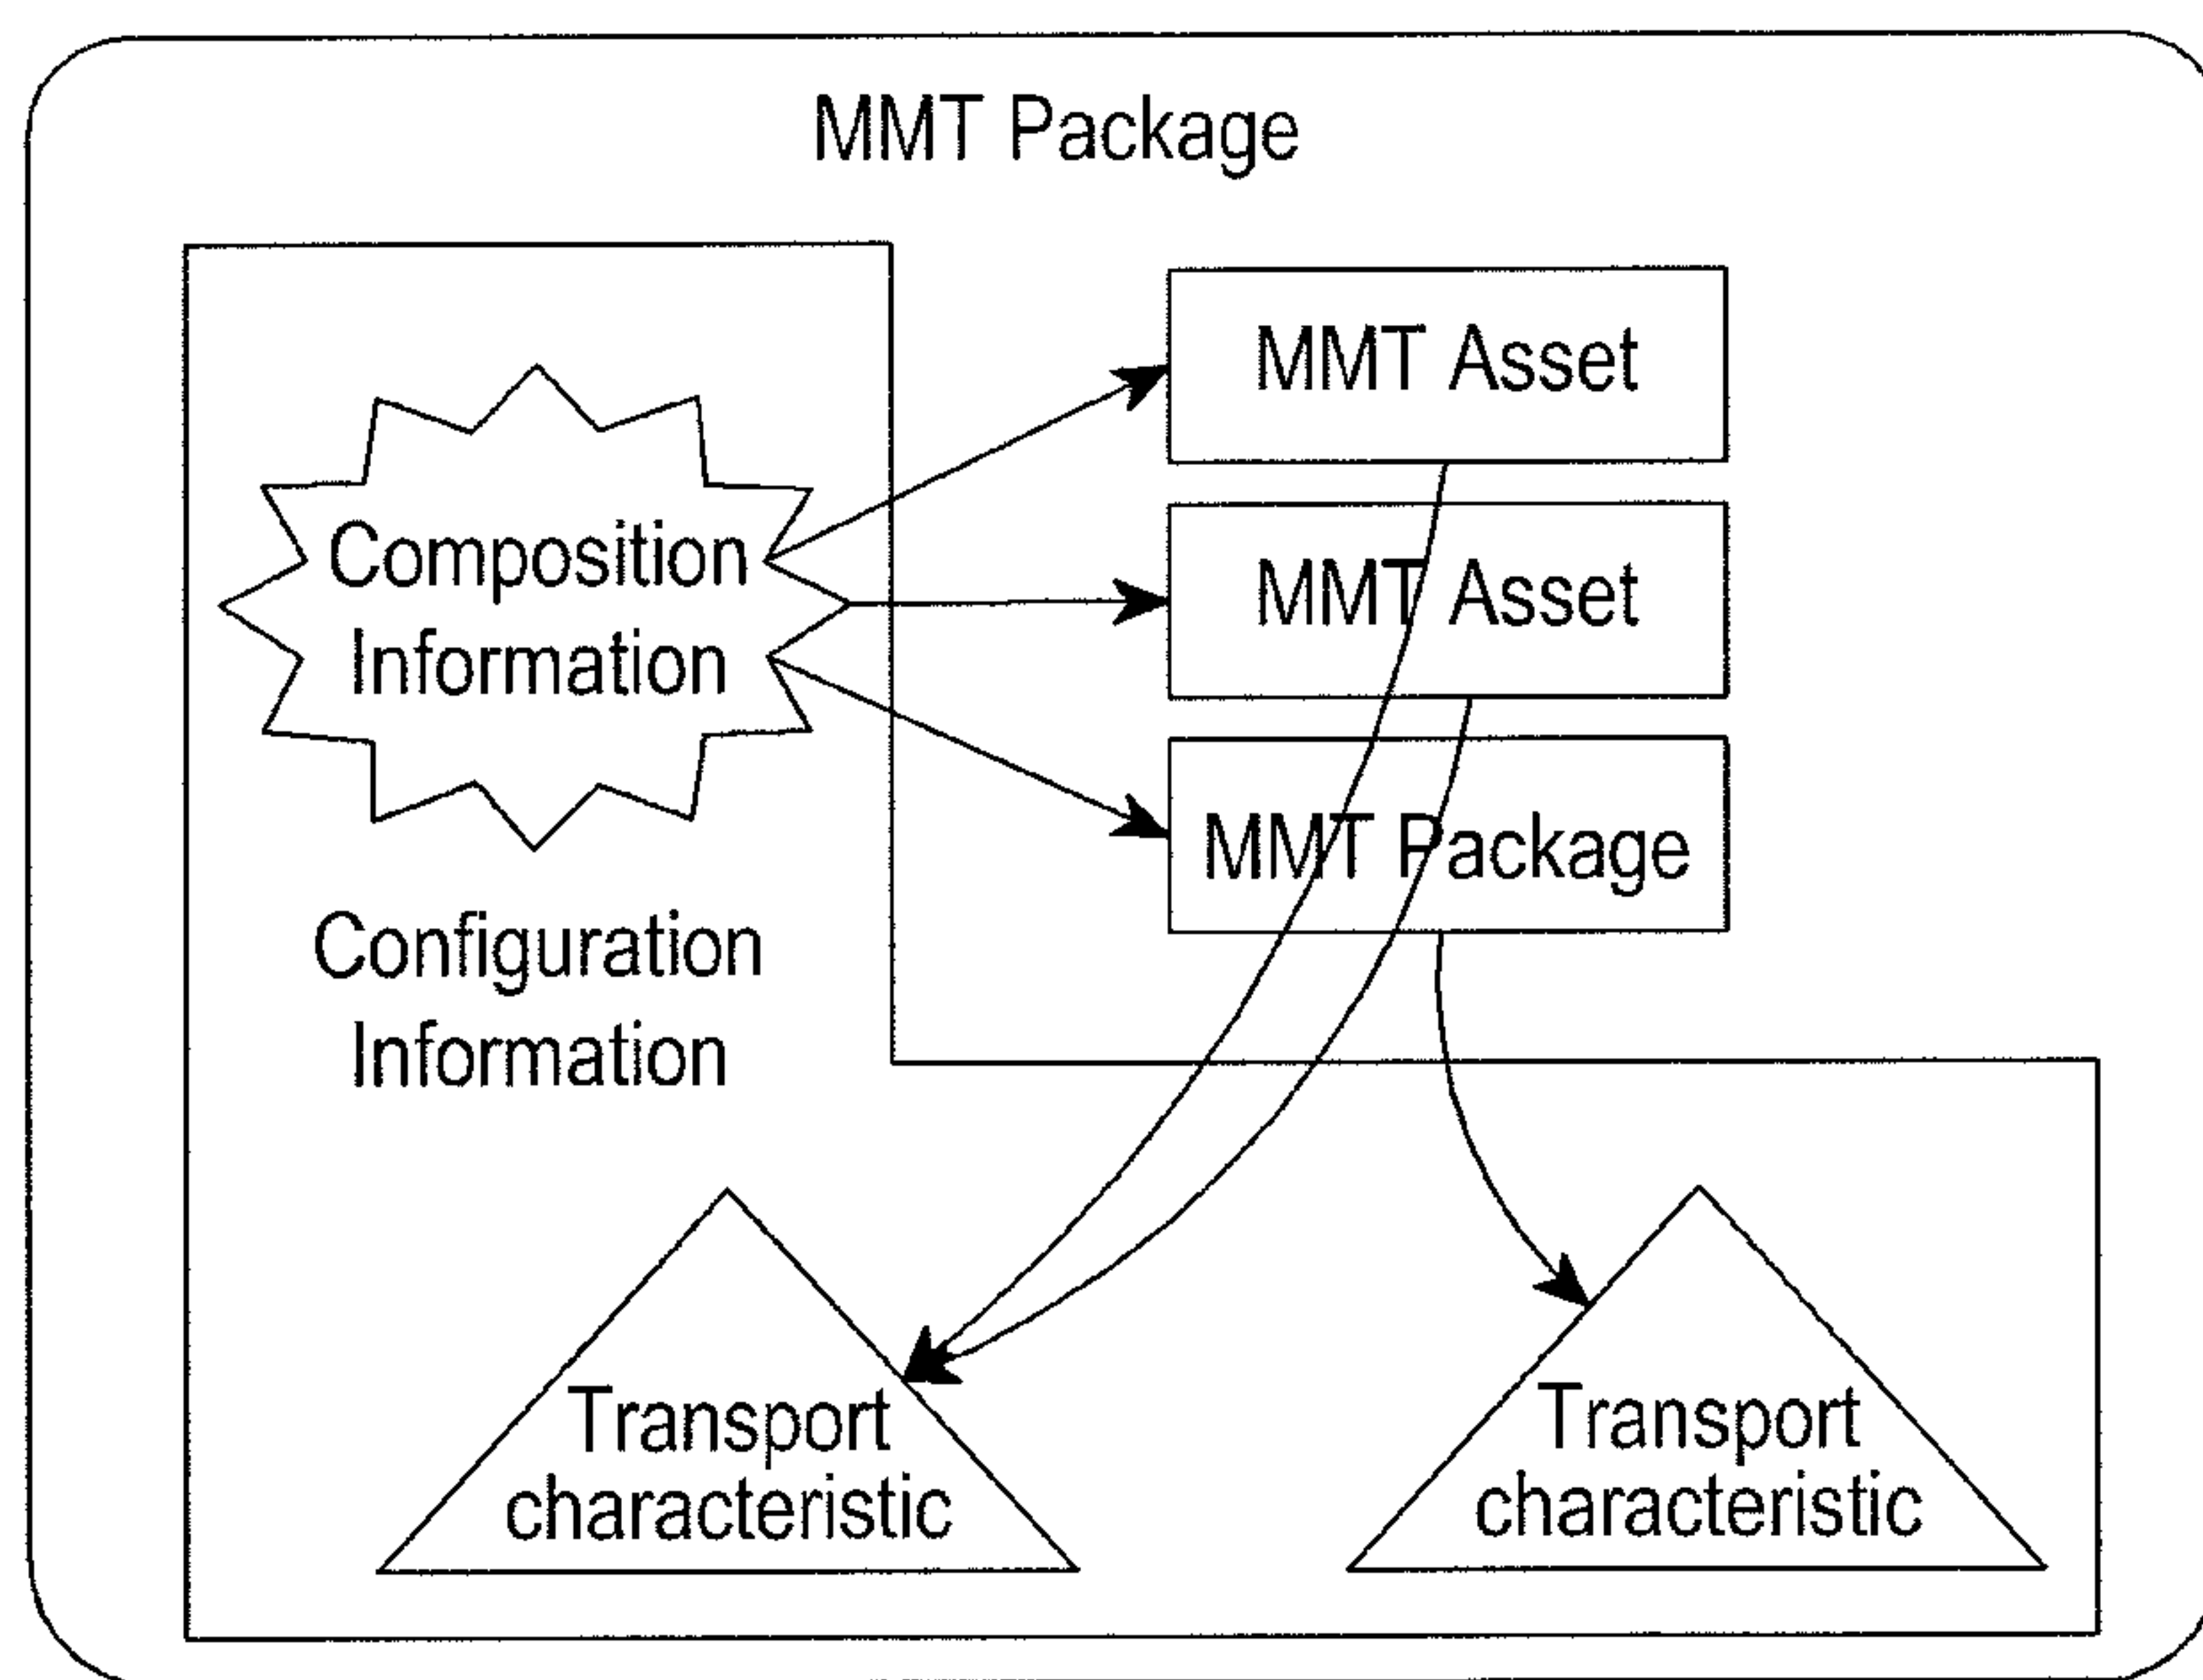 MMT Package
MMT Asset
Composition
Information
MMT Asset
MMT Package
Configuration
Information
Transport
characteristic
Transport
characteristic